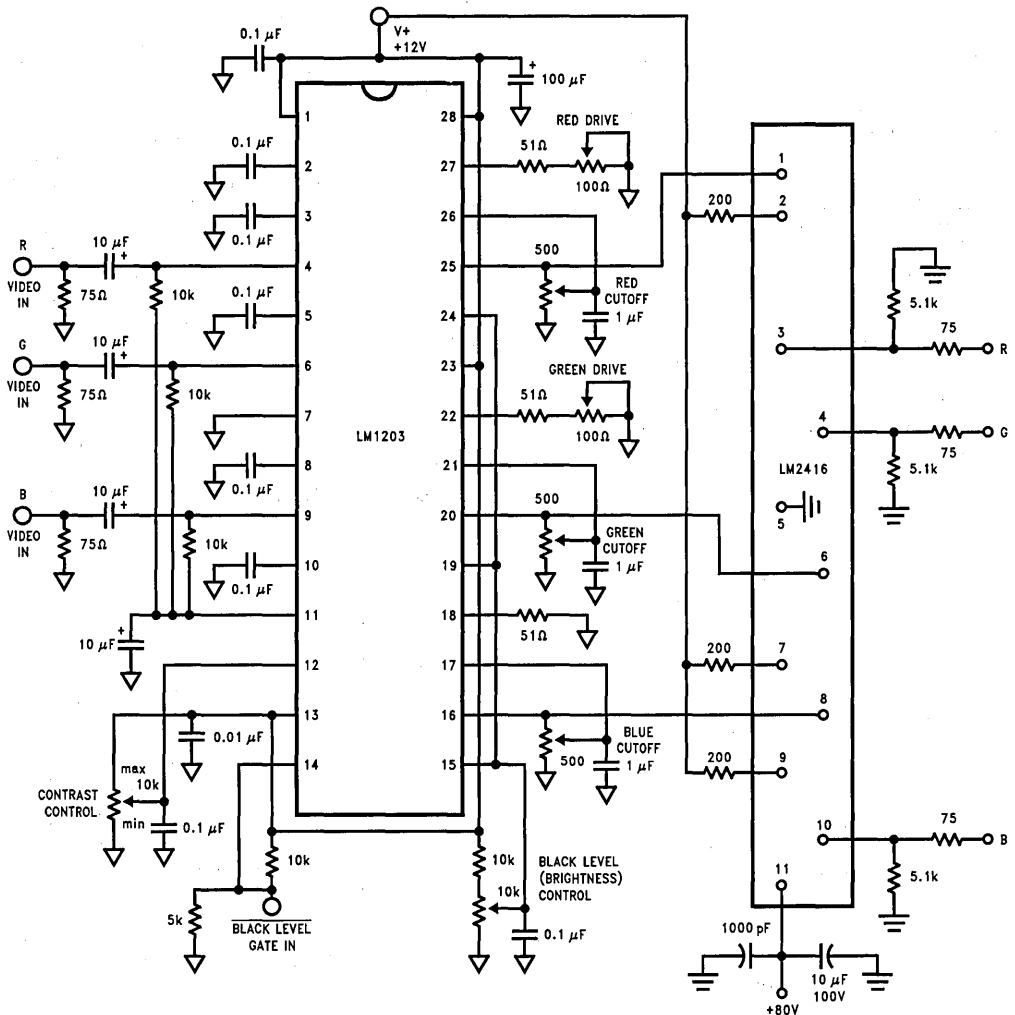 V+
+12V
0.1 µF
+
100 µF
1
2
3
4
5
6
7
8
9
10
11
12
13
14
28
27
26
25
24
23
22
21
20
19
18
17
16
15
LM1203
0.1 µF
0.1 µF
R
VIDEO
IN
75Ω
10 µF
+
10k
0.1 µF
G
VIDEO
IN
75Ω
10 µF
+
10k
0.1 µF
B
VIDEO
IN
75Ω
10 µF
+
10k
0.1 µF
10 µF
+
0.01 µF
CONTRAST
CONTROL
max
10k
min
0.1 µF
10k
5k
BLACK LEVEL
GATE IN
RED DRIVE
51Ω
100Ω
500
RED
CUTOFF
1 µF
GREEN DRIVE
51Ω
100Ω
500
GREEN
CUTOFF
1 µF
51Ω
BLUE
CUTOFF
500
1 µF
10k
10k
BLACK LEVEL
(BRIGHTNESS)
CONTROL
0.1 µF
LM2416
1
2
3
4
5
6
7
8
9
10
11
200
200
200
5.1k
75
R
75
G
5.1k
75
B
5.1k
1000 pF
10 µF
100V
+80V